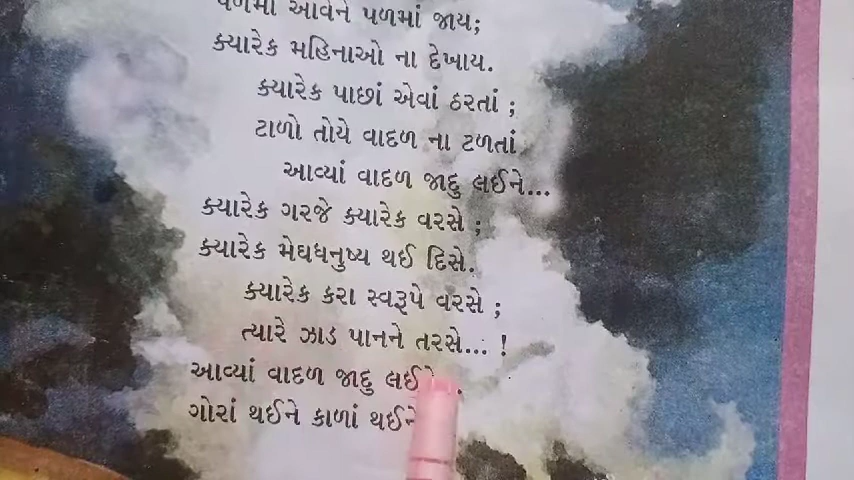 પળમાં આવેને પળમાં જાય;
ક્યારેક મહિનાઓ ના દેખાય.
ક્યારેક પાછાં એવાં ઠરતાં ;
ટાળો તોયે વાદળ ના ટળતાં
આવ્યાં વાદળ જાદુ લઈને...
ક્યારેક ગરજે ક્યારેક વરસે ;
ક્યારેક મેઘધનુષ્ય થઈ દિસે.
ક્યારેક કરા સ્વરૂપે વરસે ;
ત્યારે ઝાડ પાનને તરસે... !
આવ્યાં વાદળ જાદુ
ગોરાં થઈને કાળાં